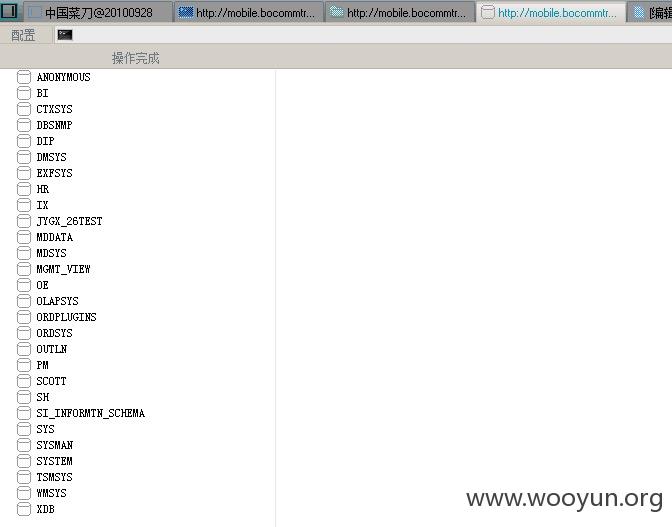 中国菜刀@20100928 http://mobile.bocommtr... http://mobile.bocommtr... http://mobile.bocommtr... [编辑
配置
操作完成
ANONYMOUS
BI
CTXSYS
DBSNMP
DIP
DMSYS
EXFSYS
HR
IX
JYGX_26TEST
MDDATA
MDSYS
MGMT_VIEW
OE
OLAPSYS
ORDPLUGINS
ORDSYS
OUTLN
PM
SCOTT
SH
SI_INFORMTN_SCHEMA
SYS
SYSMAN
SYSTEM
TSMSYS
WMSYS
XDB
www.wooyun.org